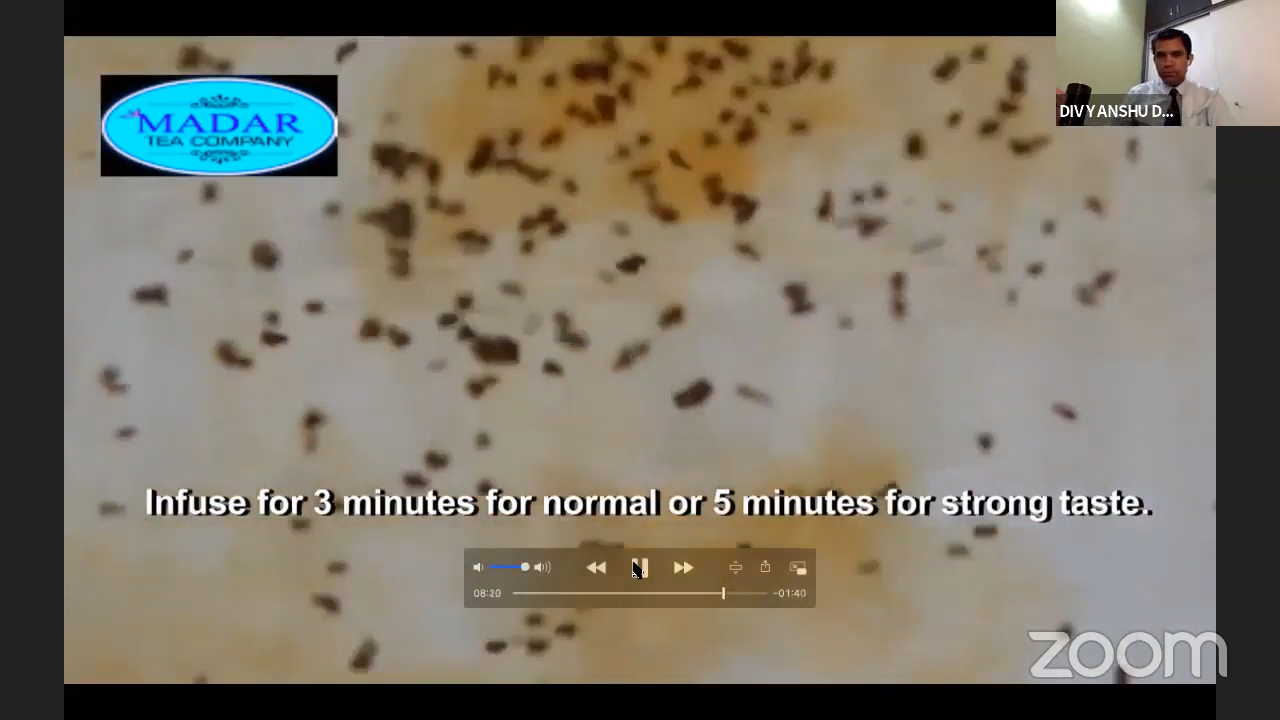 MADAR
TEA COMPANY
DIVYANSHU D...
Infuse for 3 minutes for normal or 5 minutes for strong taste.
08:20
-01:40
zoom